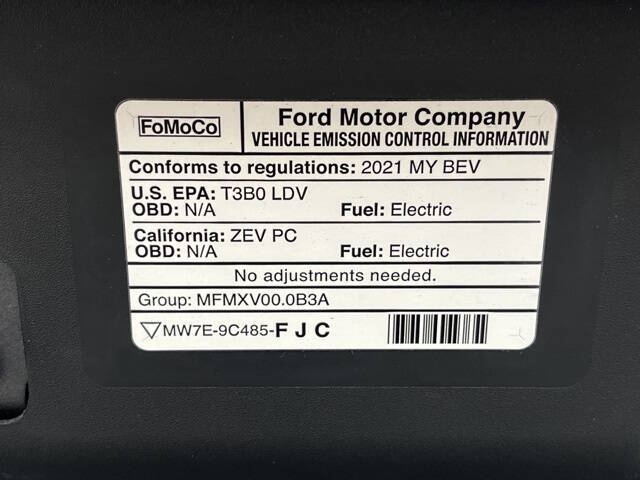 FoMoCo
Ford Motor Company
VEHICLE EMISSION CONTROL INFORMATION
Conforms to regulations: 2021 MY BEV
U.S. EPA: T3B0 LDV
OBD: N/A Fuel: Electric
California: ZEV PC
OBD: N/A Fuel: Electric
No adjustments needed.
Group: MFMXV00.0B3A
▽MW7E-9C485-F J C